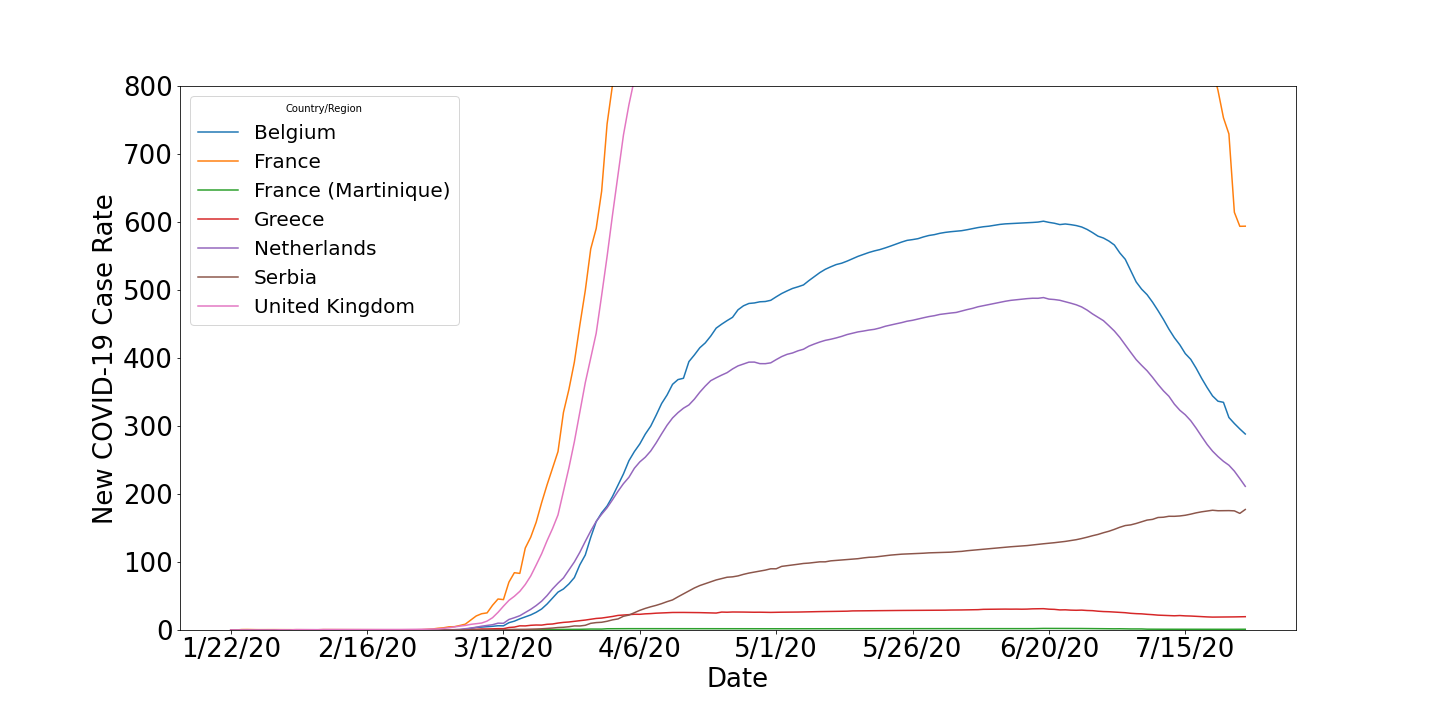 New COVID-19 Case Rate
800
700
600
500
400
300
200
100
0
Country/Region
Belgium
France
France (Martinique)
Greece
Netherlands
Serbia
United Kingdom
1/22/20 2/16/20 3/12/20 4/6/20 5/1/20 5/26/20 6/20/20 7/15/20
Date